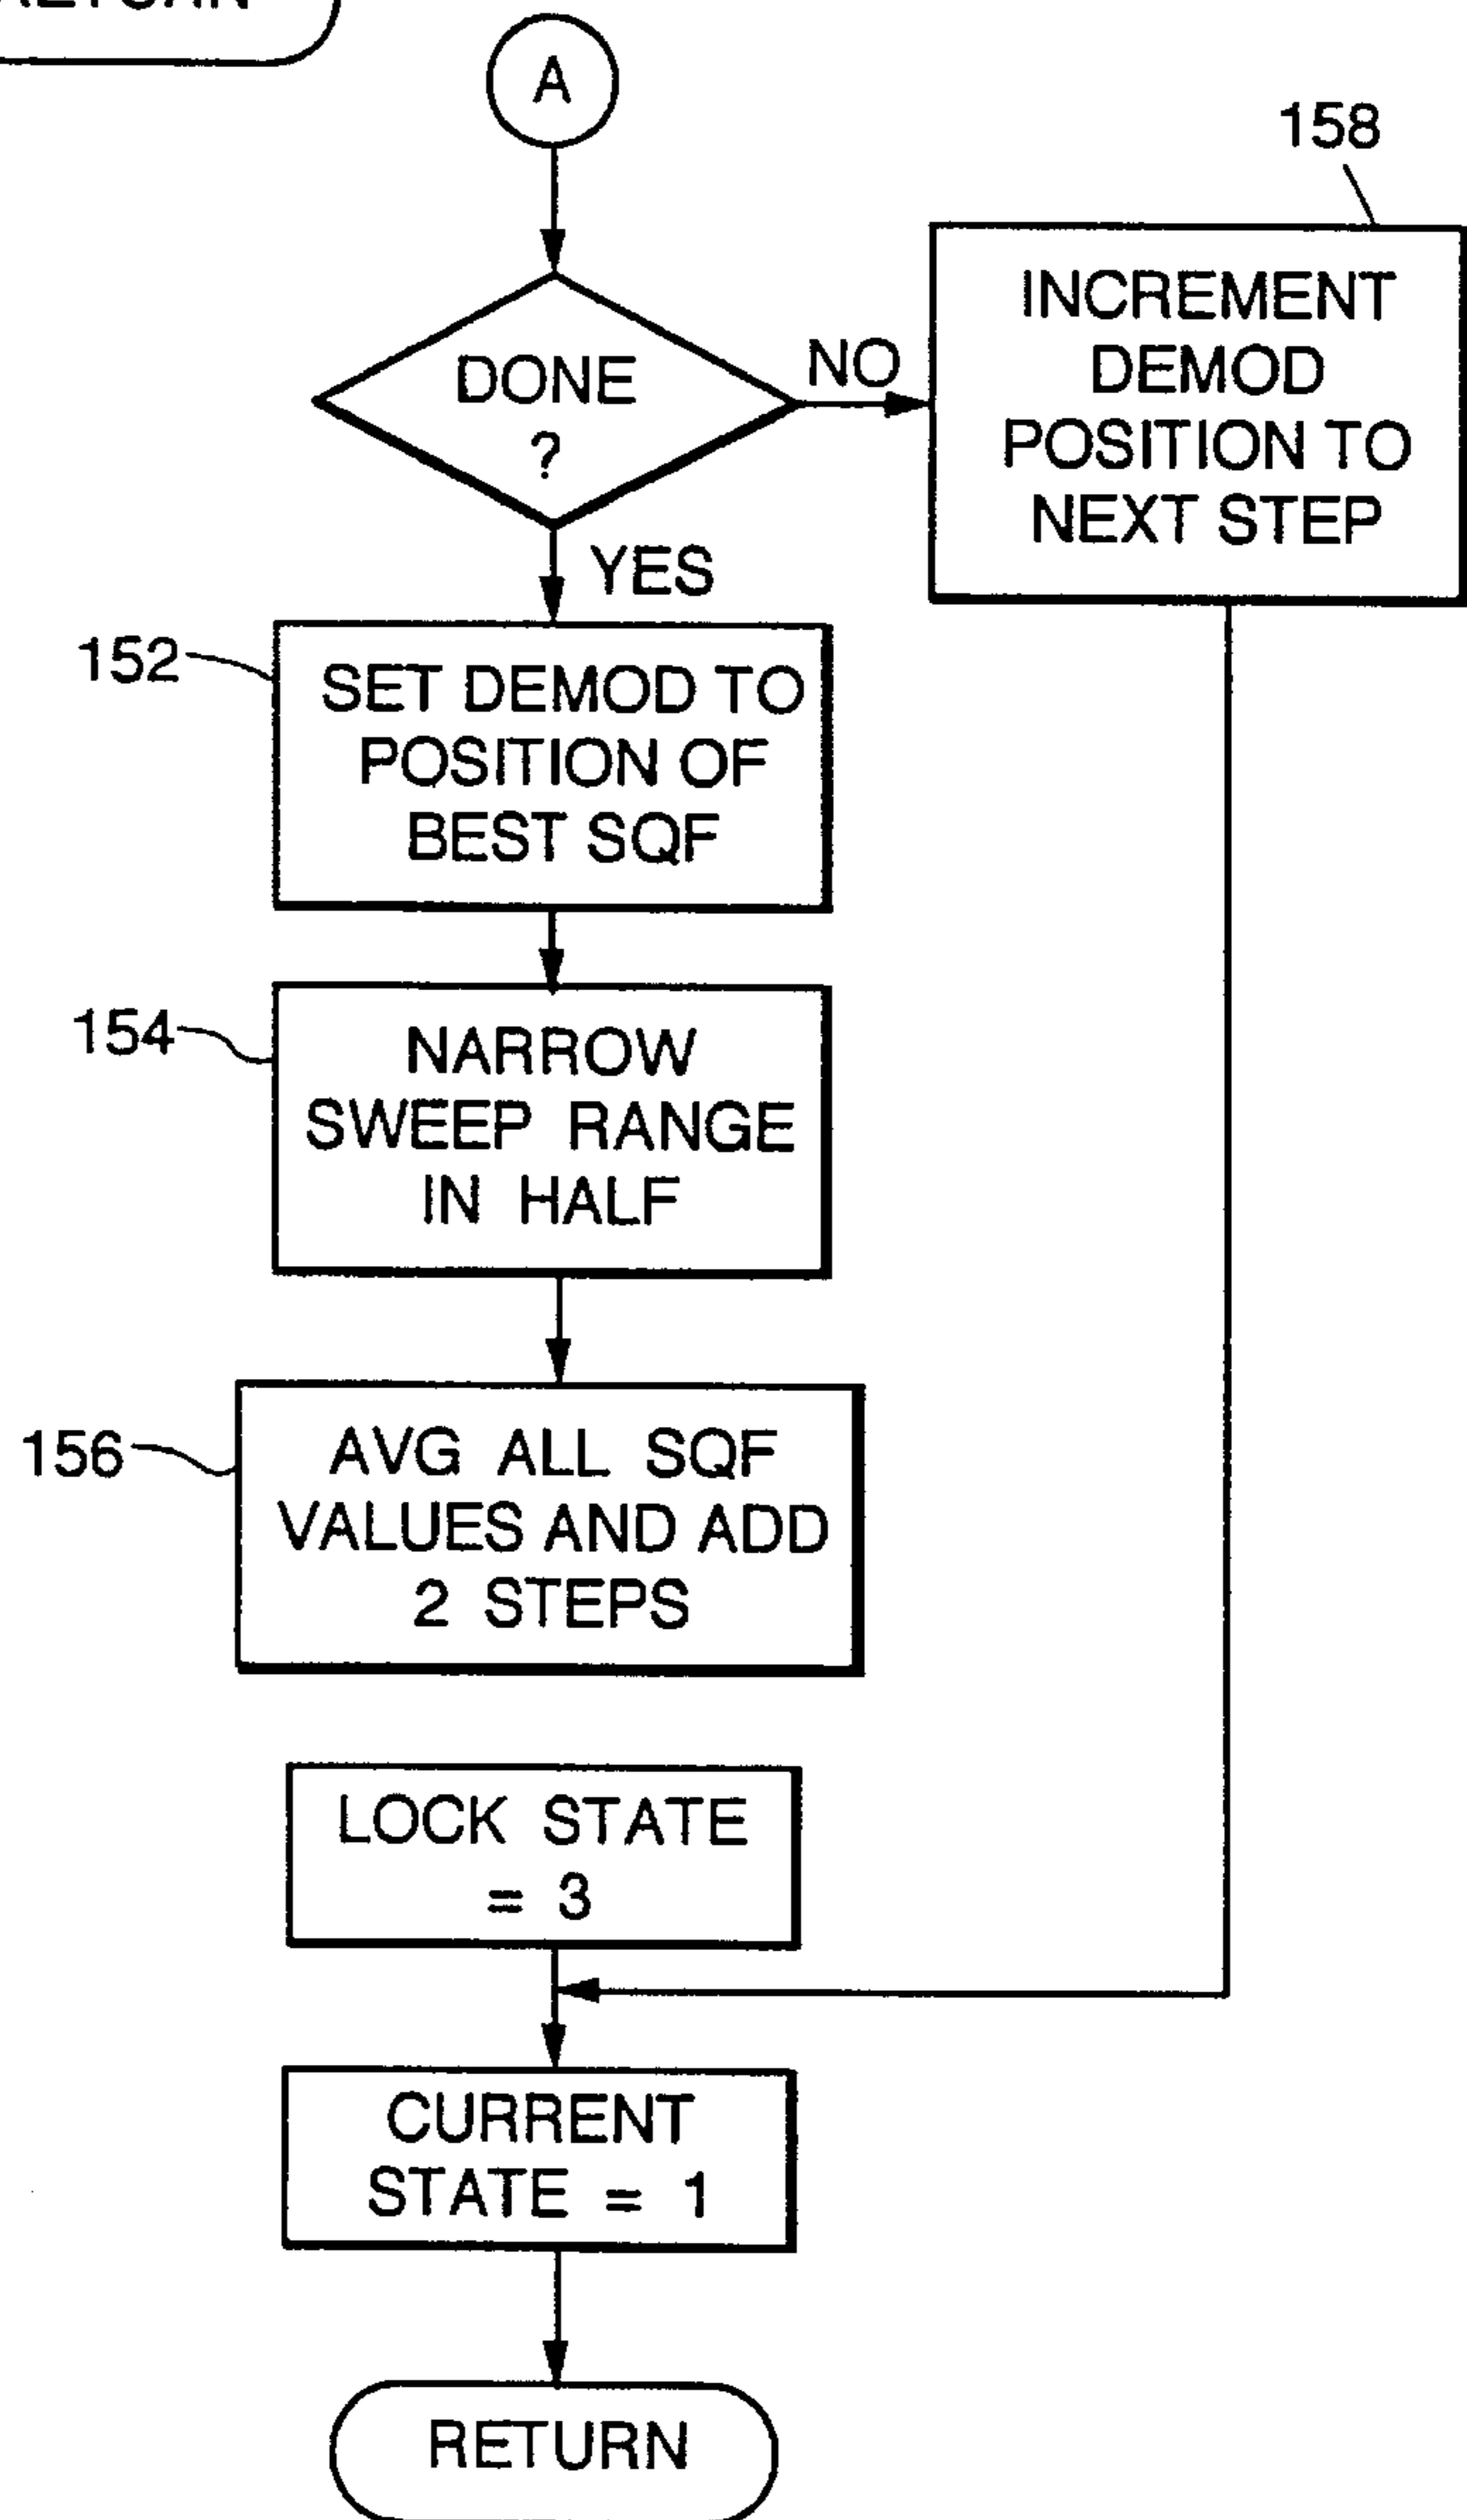 A
158
DONE
?
NO
INCREMENT
DEMOD
POSITION TO
NEXT STEP
YES
152
SET DEMOD TO
POSITION OF
BEST SQF
154
NARROW
SWEEP RANGE
IN HALF
156
AVG ALL SQF
VALUES AND ADD
2 STEPS
LOCK STATE
= 3
CURRENT
STATE = 1
RETURN